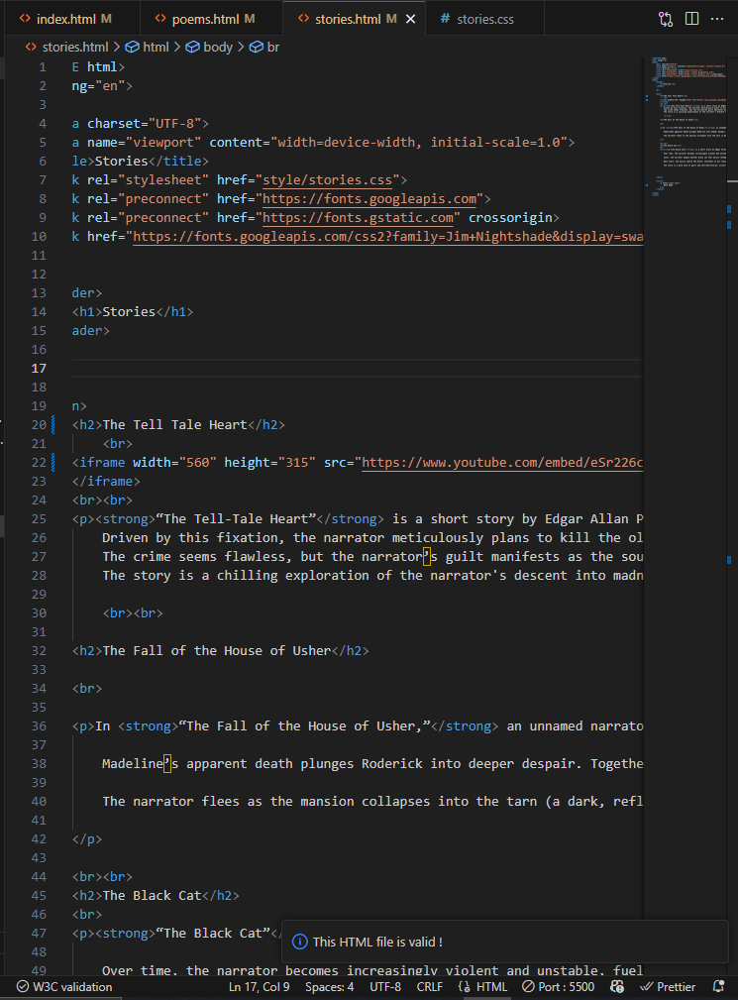 index.html M poems.html M stories.html M stories.css
stories.html > html > body > br
1 E html>
2 ng="en">
3
4 a charset="UTF-8">
5 a name="viewport" content="width=device-width, initial-scale=1.0">
6 le>Stories</title>
7 k rel="stylesheet" href="style/stories.css">
8 k rel="preconnect" href="https://fonts.googleapis.com">
9 k rel="preconnect" href="https://fonts.gstatic.com" crossorigin>
10 k href="https://fonts.googleapis.com/css2?family=Jim+Nightshade&display=swa
11
12
13 der>
14 <h1>Stories</h1>
15 ader>
16
17
18
19 n>
20 <h2>The Tell Tale Heart</h2>
21 <br>
22 <iframe width="560" height="315" src="https://www.youtube.com/embed/eSr226c
23 </iframe>
24 <br><br>
25 <p><strong>“The Tell-Tale Heart”</strong> is a short story by Edgar Allan P
26 Driven by this fixation, the narrator meticulously plans to kill the ol
27 The crime seems flawless, but the narrator’s guilt manifests as the sou
28 The story is a chilling exploration of the narrator's descent into madn
29
30 <br><br>
31
32 <h2>The Fall of the House of Usher</h2>
33
34 <br>
35
36 <p>In <strong>“The Fall of the House of Usher,”</strong> an unnamed narrato
37
38 Madeline’s apparent death plunges Roderick into deeper despair. Togethe
39
40 The narrator flees as the mansion collapses into the tarn (a dark, refl
41
42 </p>
43
44 <br><br>
45 <h2>The Black Cat</h2>
46 <br>
47 <p><strong>“The Black Cat”</
48
49 Over time, the narrator becomes increasingly violent and unstable, fuel
This HTML file is valid !
W3C validation Ln 17, Col 9 Spaces: 4 UTF-8 CRLF HTML Port : 5500 Prettier